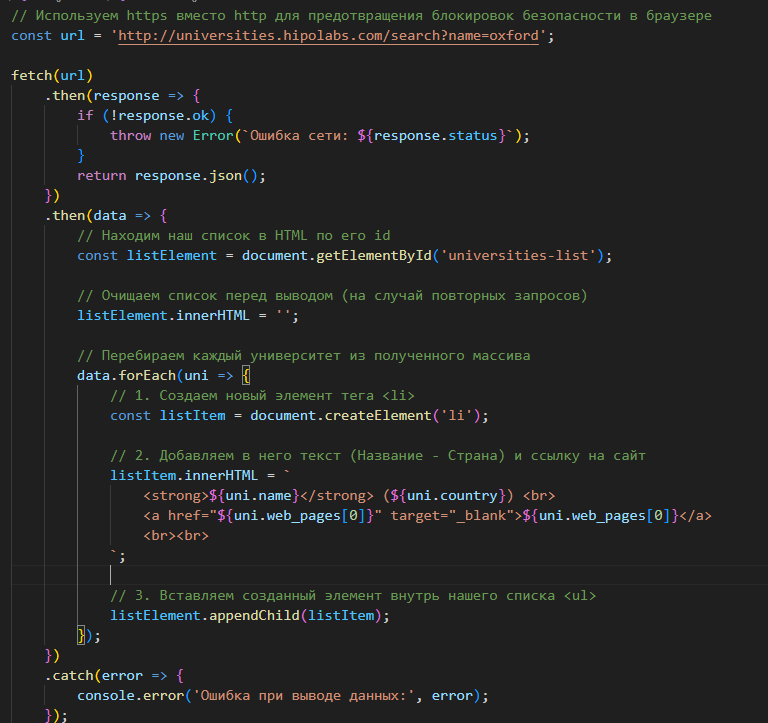 // Используем https вместо http для предотвращения блокировок безопасности в браузере
const url = 'http://universities.hipolabs.com/search?name=oxford';
fetch(url)
.then(response => {
if (!response.ok) {
throw new Error(`Ошибка сети: ${response.status}`);
}
return response.json();
})
.then(data => {
// Находим наш список в HTML по его id
const listElement = document.getElementById('universities-list');
// Очищаем список перед выводом (на случай повторных запросов)
listElement.innerHTML = '';
// Перебираем каждый университет из полученного массива
data.forEach(uni => {
// 1. Создаем новый элемент тега <li>
const listItem = document.createElement('li');
// 2. Добавляем в него текст (Название - Страна) и ссылку на сайт
listItem.innerHTML = `
<strong>${uni.name}</strong> (${uni.country}) <br>
<a href="${uni.web_pages[0]}" target="_blank">${uni.web_pages[0]}</a>
<br><br>
`;
// 3. Вставляем созданный элемент внутрь нашего списка <ul>
listElement.appendChild(listItem);
});
})
.catch(error => {
console.error('Ошибка при выводе данных:', error);
});